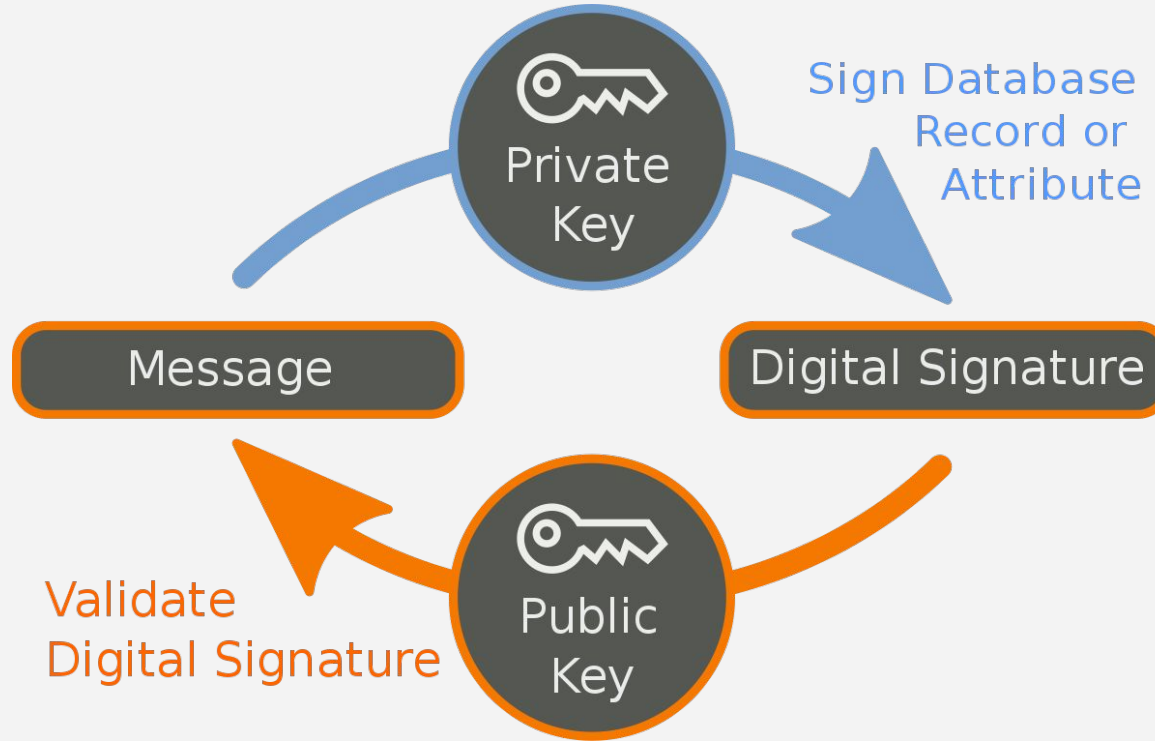 Private
Key
Sign Database
Record or
Attribute
Message
Digital Signature
Validate
Digital Signature
Public
Key